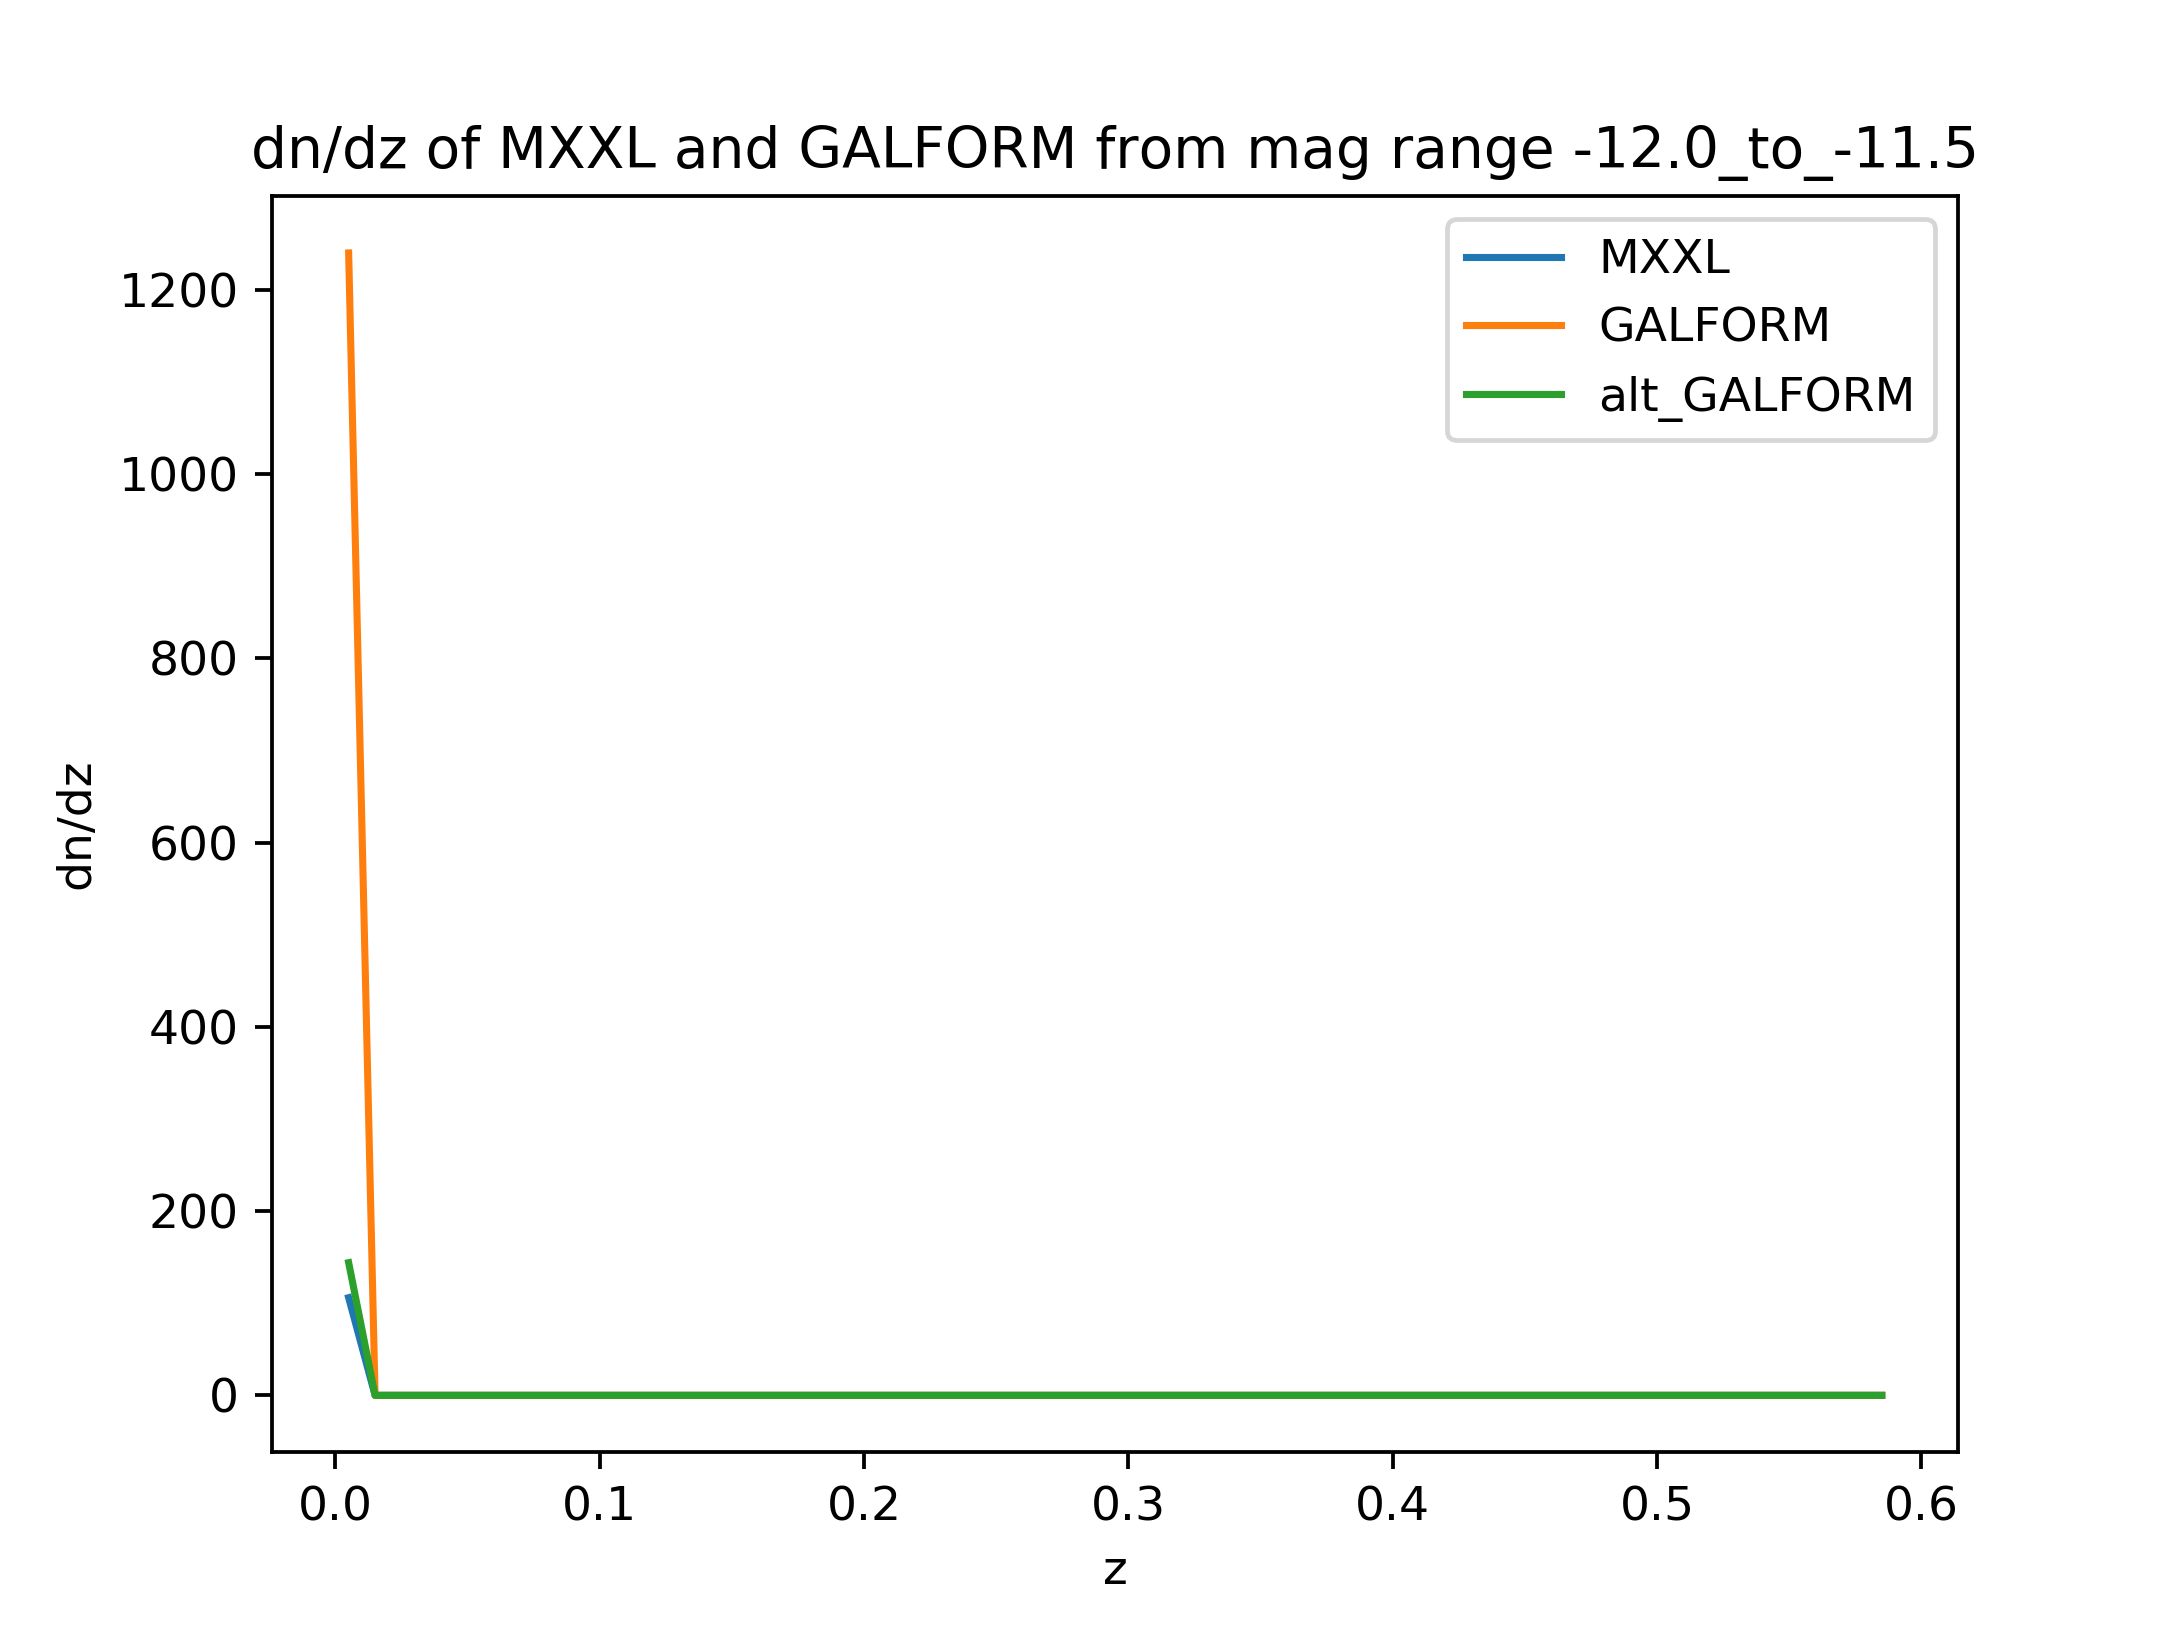 dn/dz of MXXL and GALFORM from mag range -12.0_to_-11.5
MXXL
GALFORM
alt_GALFORM
1200
1000
800
600
400
200
0
dn/dz
0.0 0.1 0.2 0.3 0.4 0.5 0.6
z